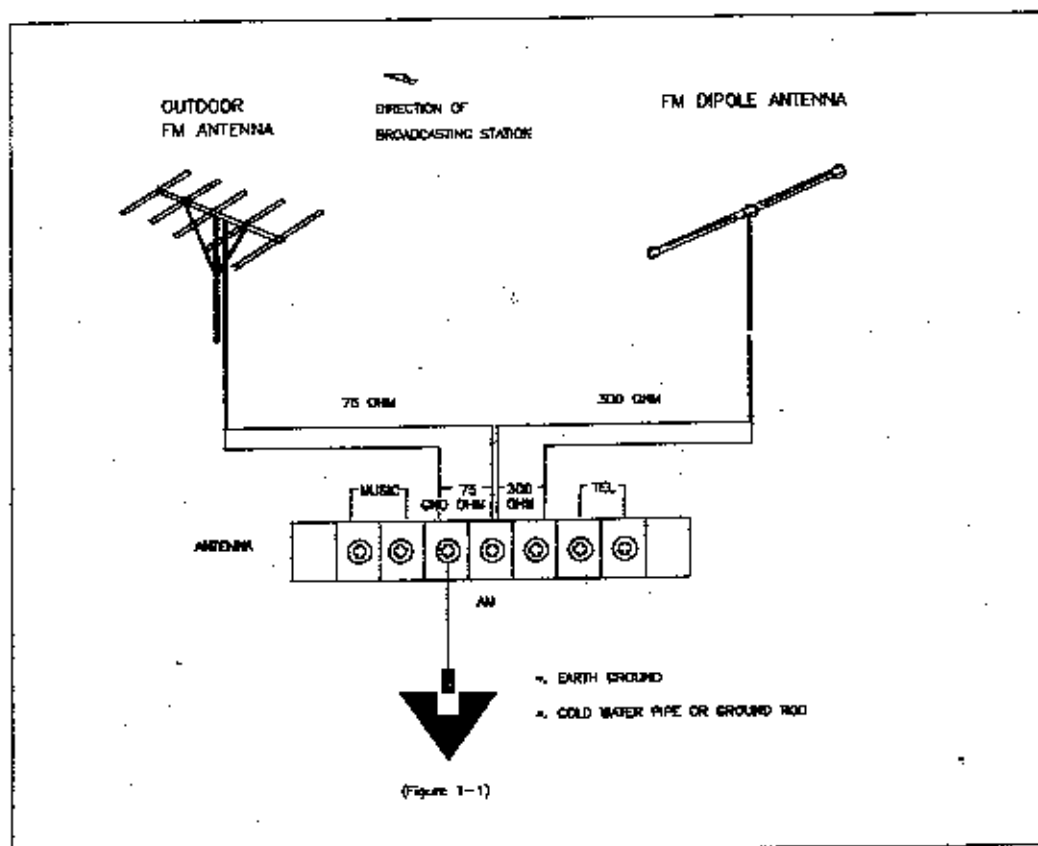 OUTDOOR
FM ANTENNA
DIRECTION OF
BROADCASTING STATION
FM DIPOLE ANTENNA
75 OHM
300 OHM
MUSIC
75
300
TEL
GND OHM
OHM
ANTENNA
AM
*. EARTH GROUND
*. COLD WATER PIPE OR GROUND ROD
(Figure 1-1)